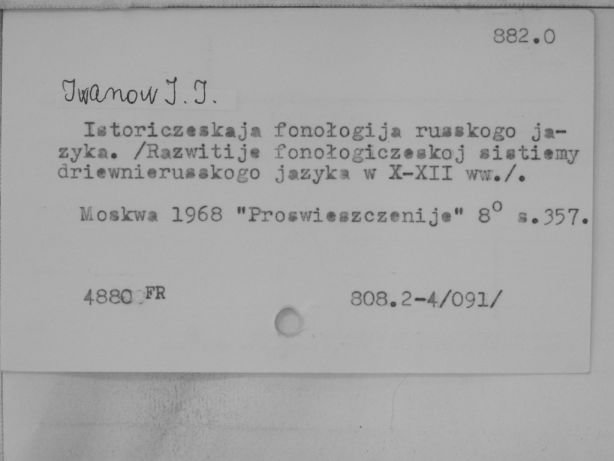 882.0
Iwanow J. J.
Istoriczeskaja fonołogija russkogo ja-
zyka. /Razwitije fonołogiczeskoj sistiemy
driewnierusskogo jazyka w X-XII ww./.
Moskwa 1968 "Proswieszczenije" 8º s.357.
4880 FR
808.2-4/091/